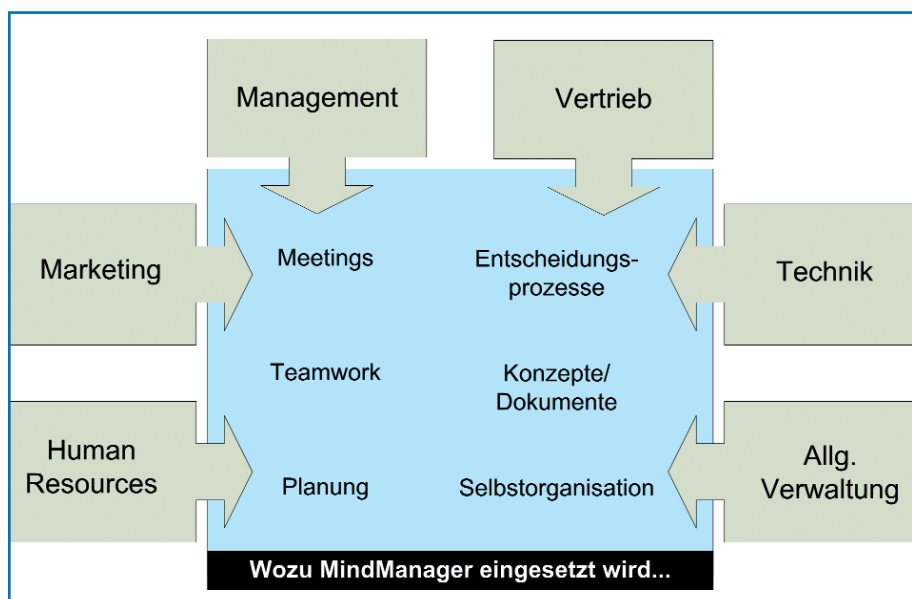 Management
Vertrieb
Marketing
Meetings
Entscheidungs-
prozesse
Technik
Teamwork
Konzepte/
Dokumente
Human
Resources
Planung
Selbstorganisation
Allg.
Verwaltung
Wozu MindManager eingesetzt wird...